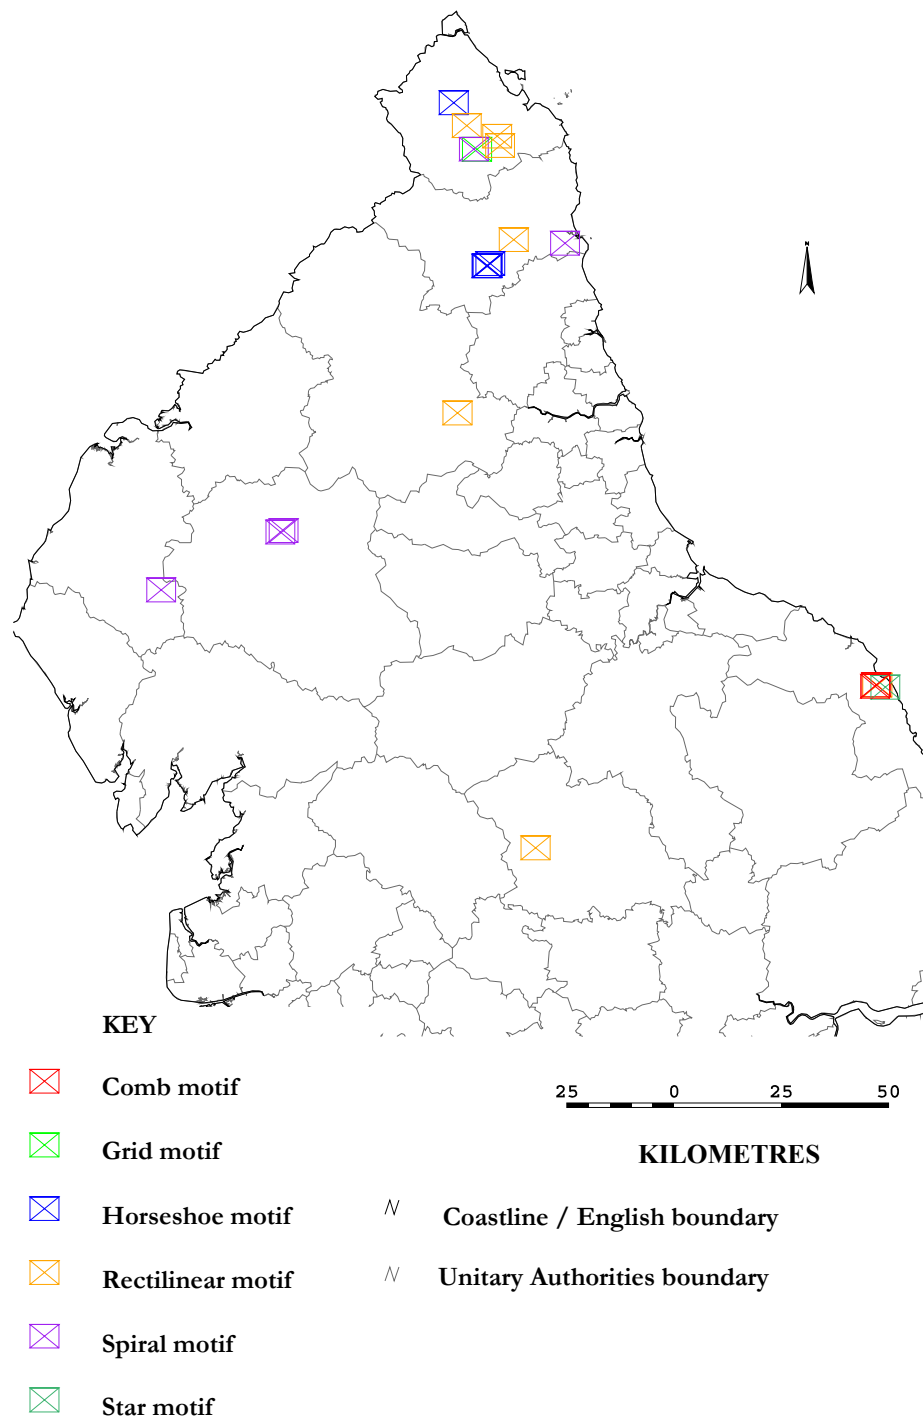 N
KEY
Comb motif
Grid motif
Horseshoe motif
Rectilinear motif
Spiral motif
Star motif
25 0 25 50
KILOMETRES
Coastline / English boundary
Unitary Authorities boundary